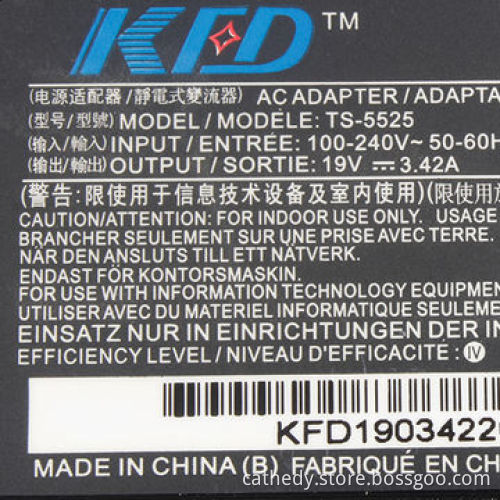 KFD™
(电源适配器/靜電式變流器) AC ADAPTER / ADAPTA
(型号/型號) MODEL / MODÈLE: TS-5525
(输入/輸入) INPUT / ENTRÉE: 100-240V~ 50-60H
(输出/輸出) OUTPUT / SORTIE: 19V ⎓ 3.42A
(警告:限使用于信息技术设备及室内使用) (限使用
CAUTION/ATTENTION: FOR INDOOR USE ONLY. USAGE
BRANCHER SEULEMENT SUR UNE PRISE AVEC TERRE.
NÄR DEN ANSLUTS TILL ETT NÄTVERK.
ENDAST FÖR KONTORSMASKIN.
FOR USE WITH INFORMATION TECHNOLOGY EQUIPMEN
UTILISER AVEC DU MATERIEL INFORMATIQUE SEULEME
EINSATZ NUR IN EINRICHTUNGEN DER IN
EFFICIENCY LEVEL / NIVEAU D'EFFICACITÉ : IV
KFD1903422
MADE IN CHINA (B) FABRIQUÉ EN CH
cathedy.store.bossgoo.com